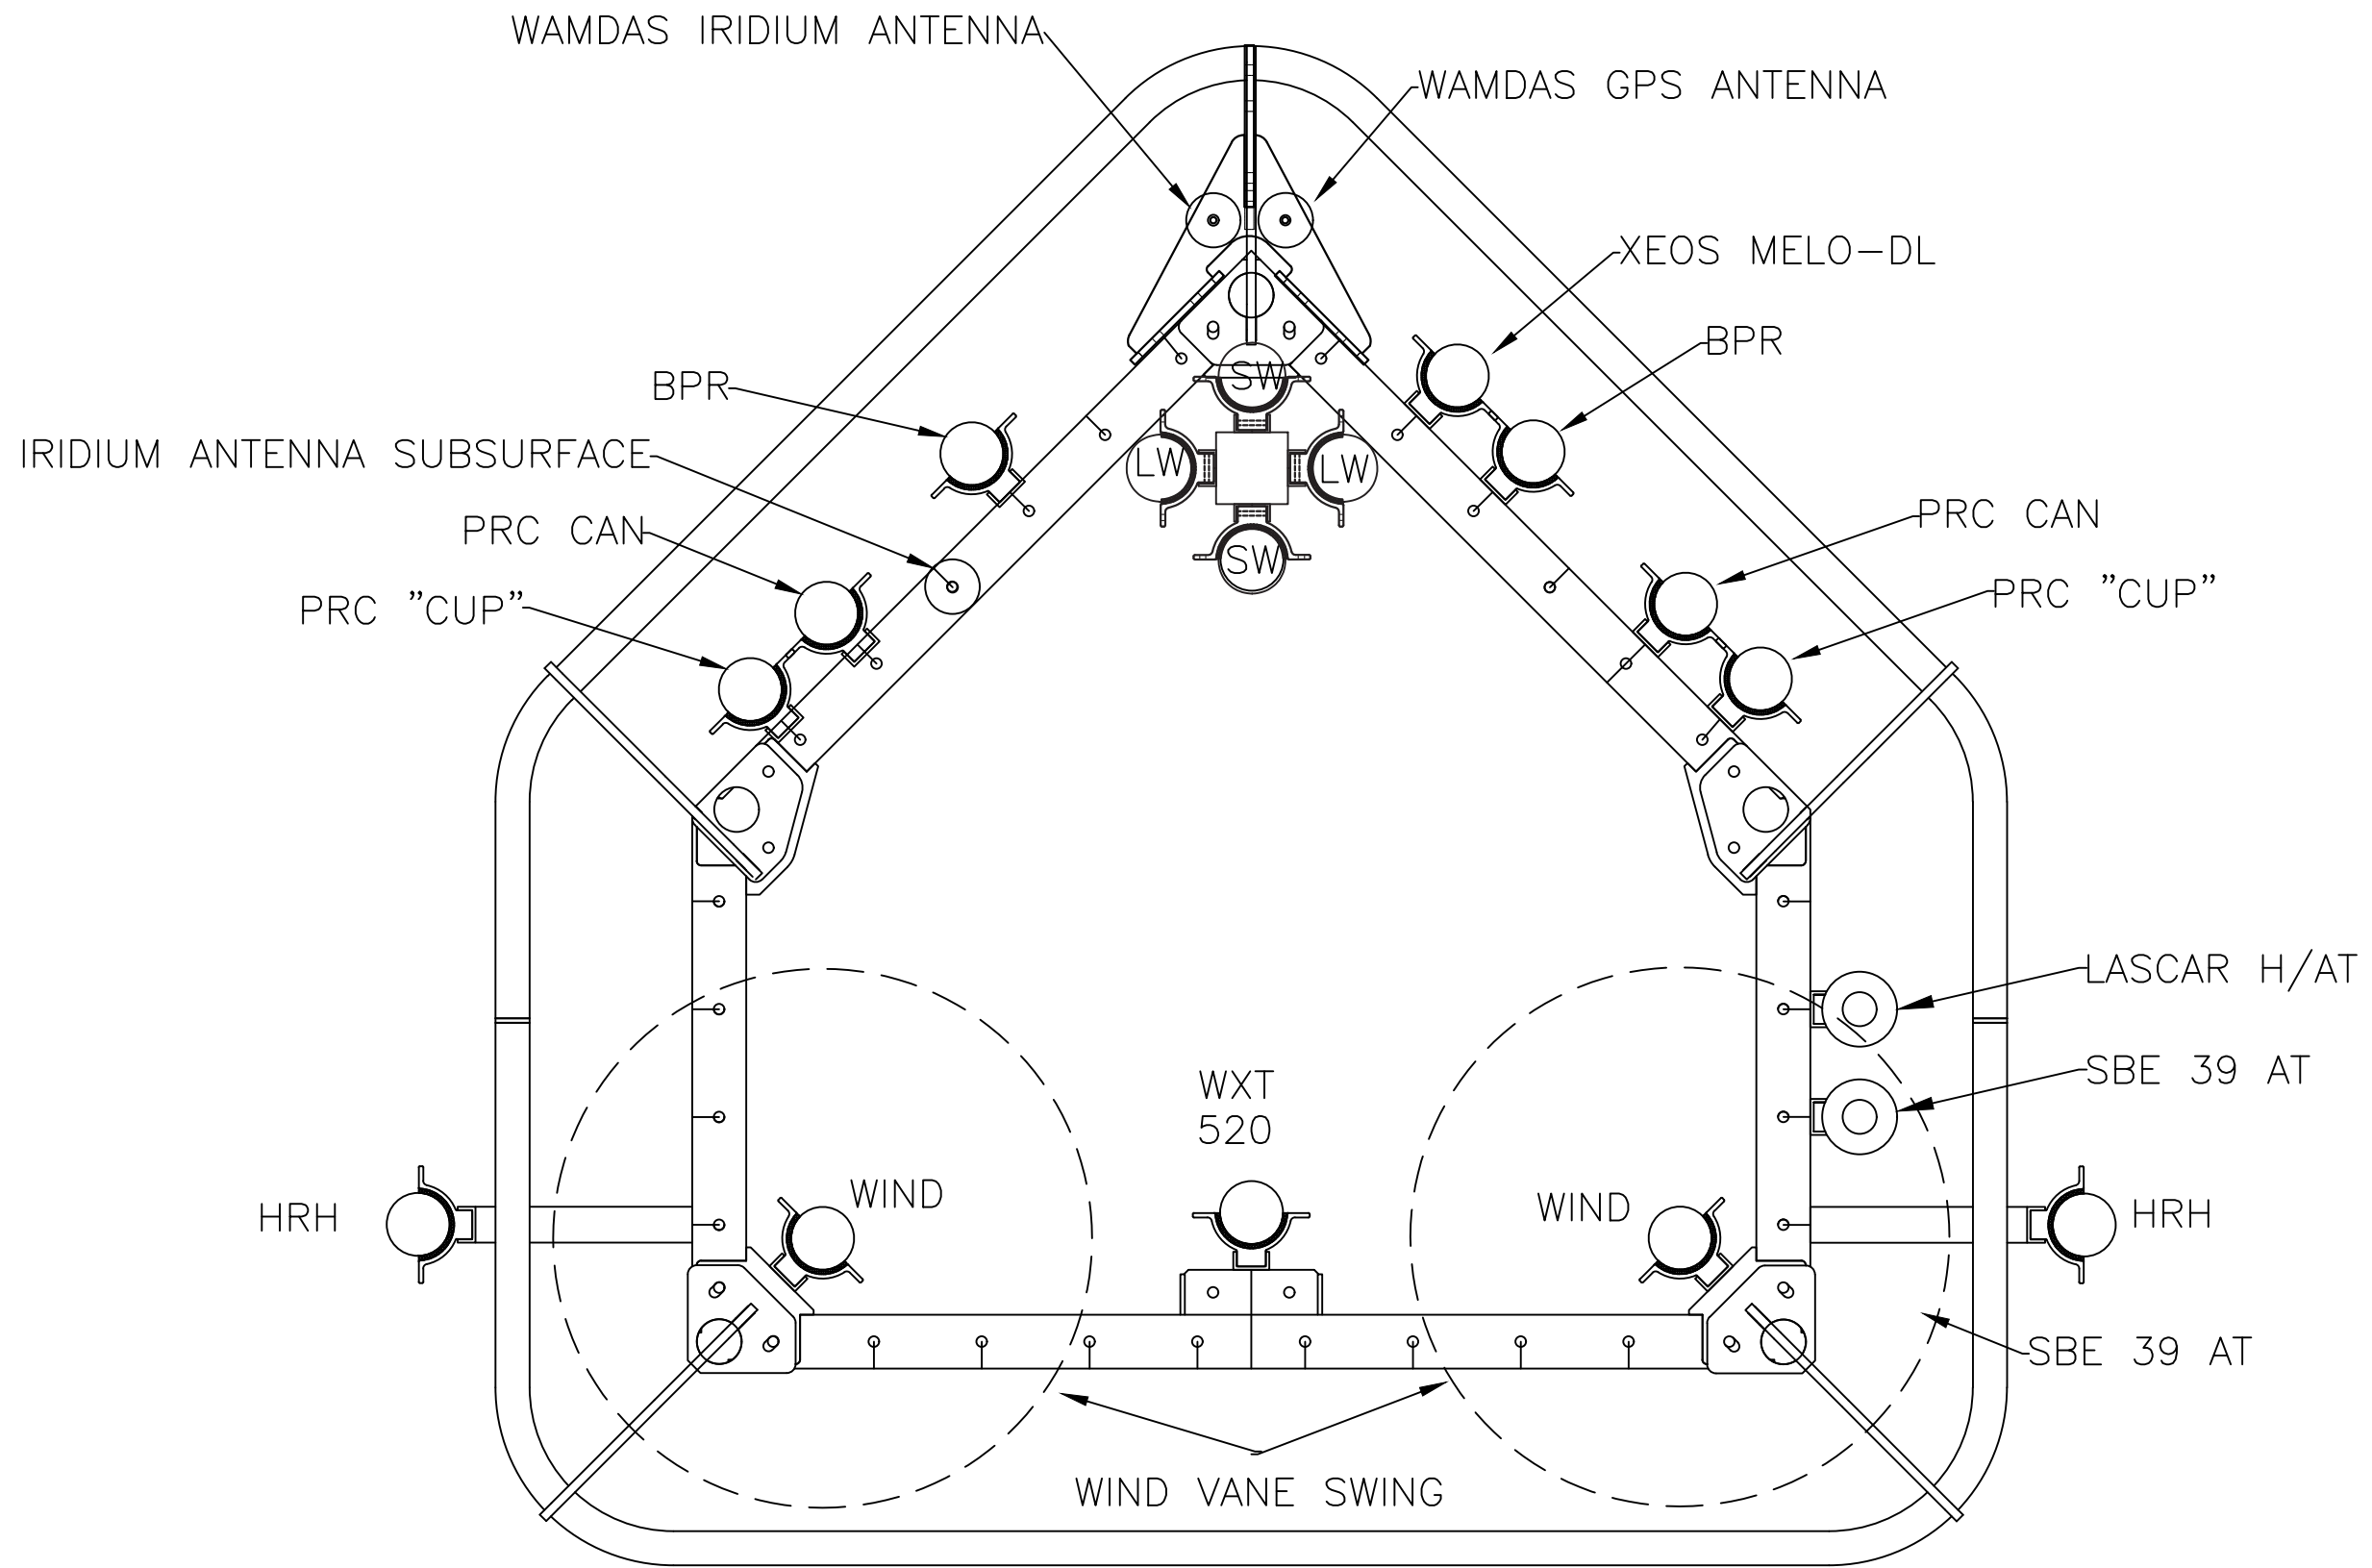 WAMDAS IRIDIUM ANTENNA
WAMDAS GPS ANTENNA
XEOS MELO-DL
BPR
BPR
SW
IRIDIUM ANTENNA SUBSURFACE
LW
LW
PRC CAN
PRC CAN
SW
PRC "CUP"
PRC "CUP"
LASCAR H/AT
SBE 39 AT
WXT
520
HRH
WIND
WIND
HRH
SBE 39 AT
WIND VANE SWING